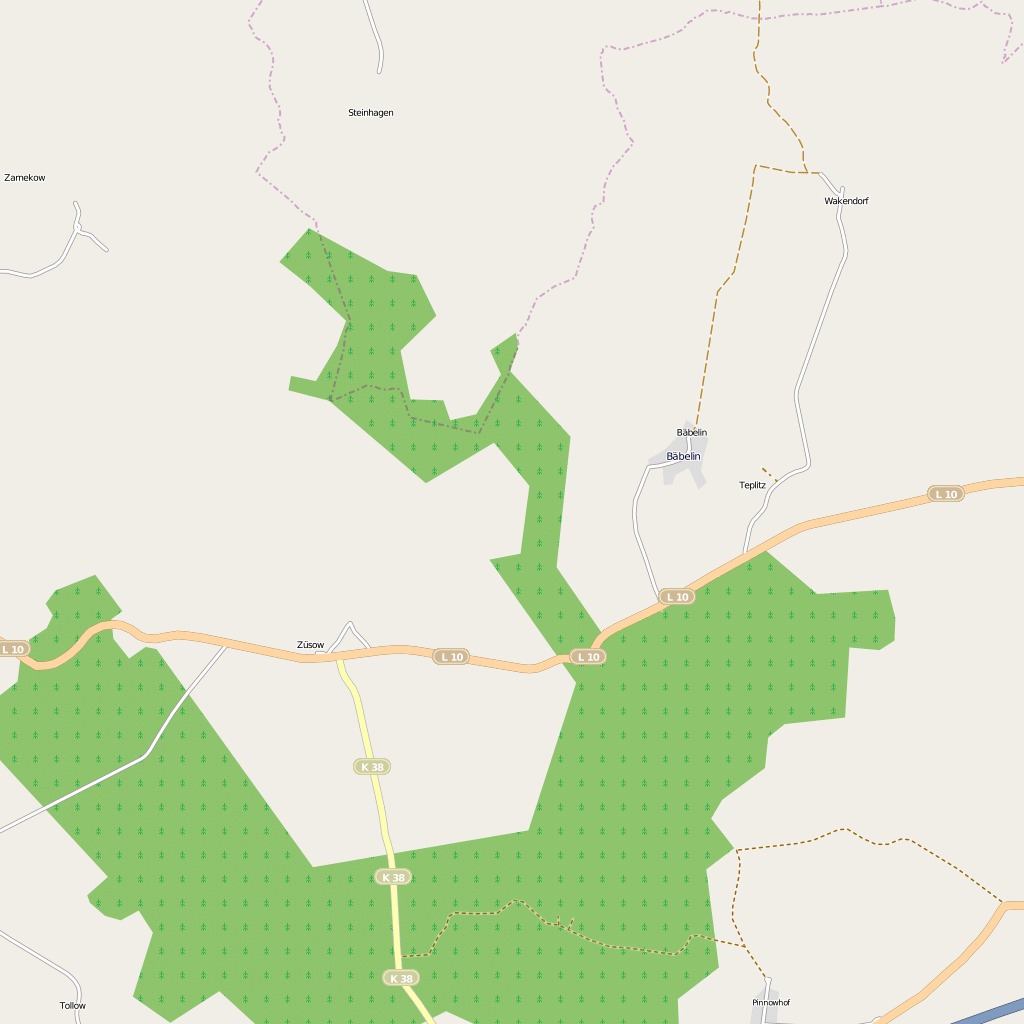 Steinhagen
Zamekow
Wakendorf
Bäbelin
Bäbelin
Teplitz
L 10
L 10
Züsow
L 10
L 10
L 10
K 38
K 38
K 38
Tollow
Pinnowhof